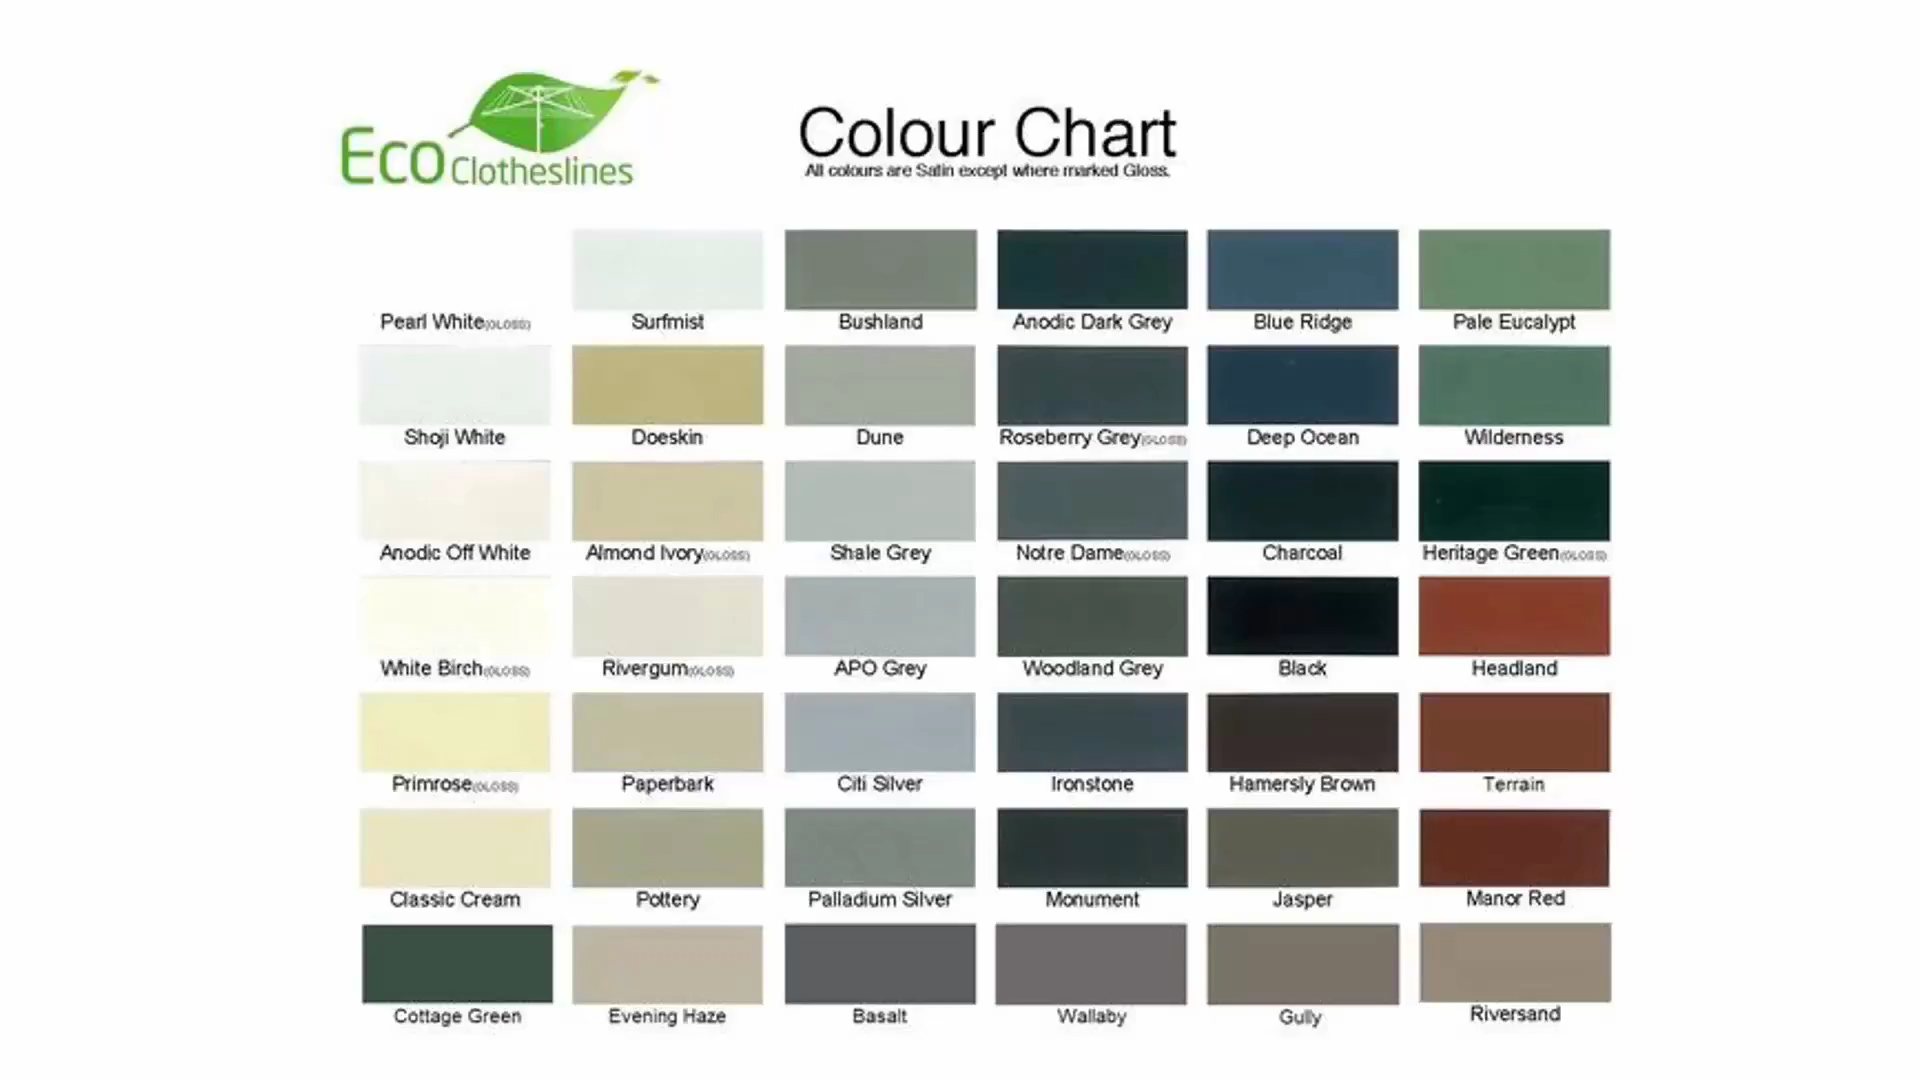 Eco Clotheslines
Colour Chart
All colours are Satin except where marked Gloss.
Pearl White(GLOSS) Surfmist Bushland Anodic Dark Grey Blue Ridge Pale Eucalypt
Shoji White Doeskin Dune Roseberry Grey(GLOSS) Deep Ocean Wilderness
Anodic Off White Almond Ivory(GLOSS) Shale Grey Notre Dame(GLOSS) Charcoal Heritage Green(GLOSS)
White Birch(GLOSS) Rivergum(GLOSS) APO Grey Woodland Grey Black Headland
Primrose(GLOSS) Paperbark Citi Silver Ironstone Hamersly Brown Terrain
Classic Cream Pottery Palladium Silver Monument Jasper Manor Red
Cottage Green Evening Haze Basalt Wallaby Gully Riversand